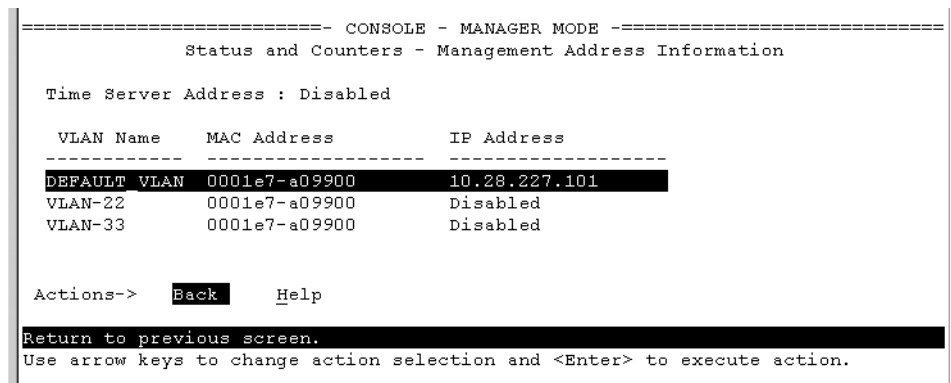 ==========================- CONSOLE - MANAGER MODE -============================
Status and Counters - Management Address Information
Time Server Address : Disabled
VLAN Name MAC Address IP Address
------------ ------------------- -------------------
DEFAULT_VLAN 0001e7-a09900 10.28.227.101
VLAN-22 0001e7-a09900 Disabled
VLAN-33 0001e7-a09900 Disabled
Actions-> Back Help
Return to previous screen.
Use arrow keys to change action selection and <Enter> to execute action.